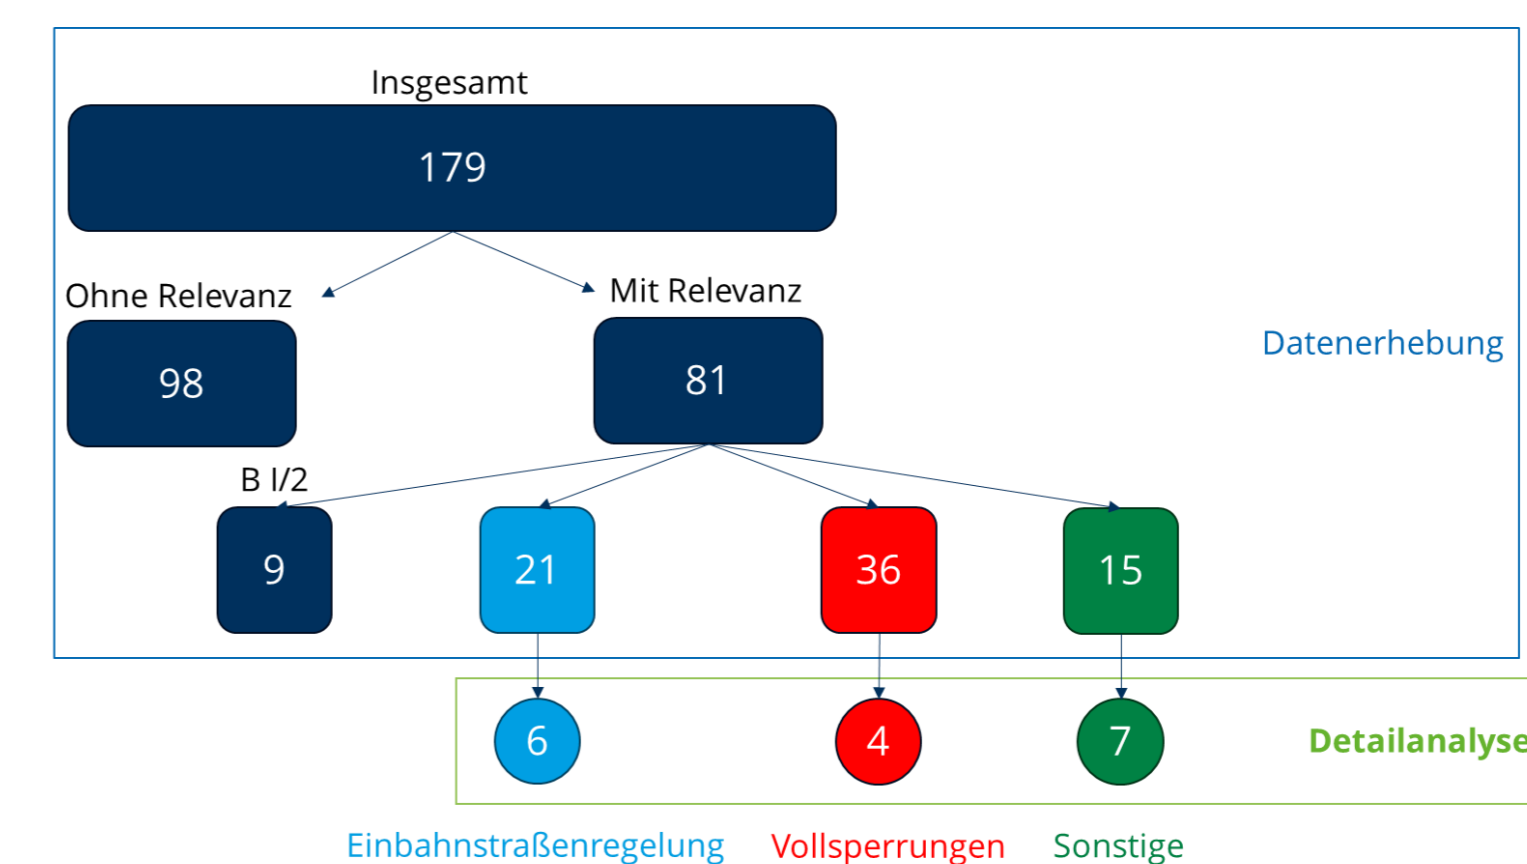 Insgesamt
179
Ohne Relevanz
Mit Relevanz
98
81
Datenerhebung
B I/2
9
21
36
15
6
4
7
Detailanalyse
Einbahnstraßenregelung
Vollsperrungen
Sonstige